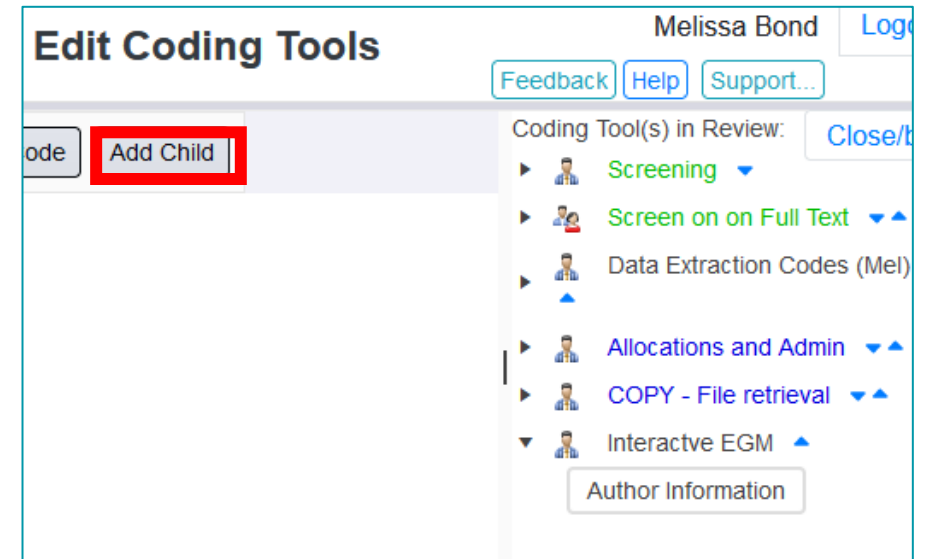 Edit Coding Tools
Melissa Bond
Feedback Help Support...
Coding Tool(s) in Review:
Add Child
Screening
Screen on on Full Text
Data Extraction Codes (Mel)
Allocations and Admin
COPY - File retrieval
Interactve EGM
Author Information